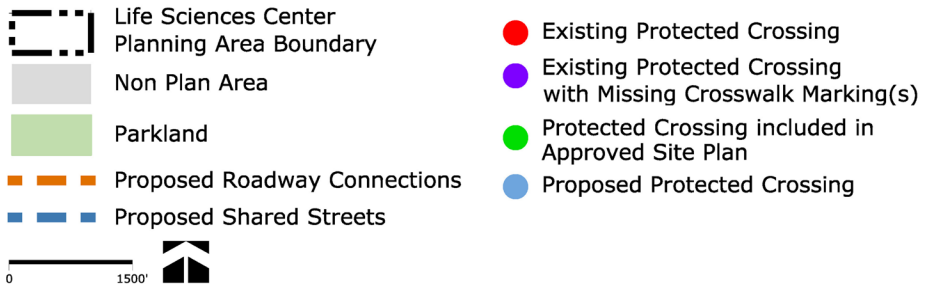 Life Sciences Center
Planning Area Boundary
Non Plan Area
Parkland
Proposed Roadway Connections
Proposed Shared Streets
0 1500'
Existing Protected Crossing
Existing Protected Crossing
with Missing Crosswalk Marking(s)
Protected Crossing included in
Approved Site Plan
Proposed Protected Crossing